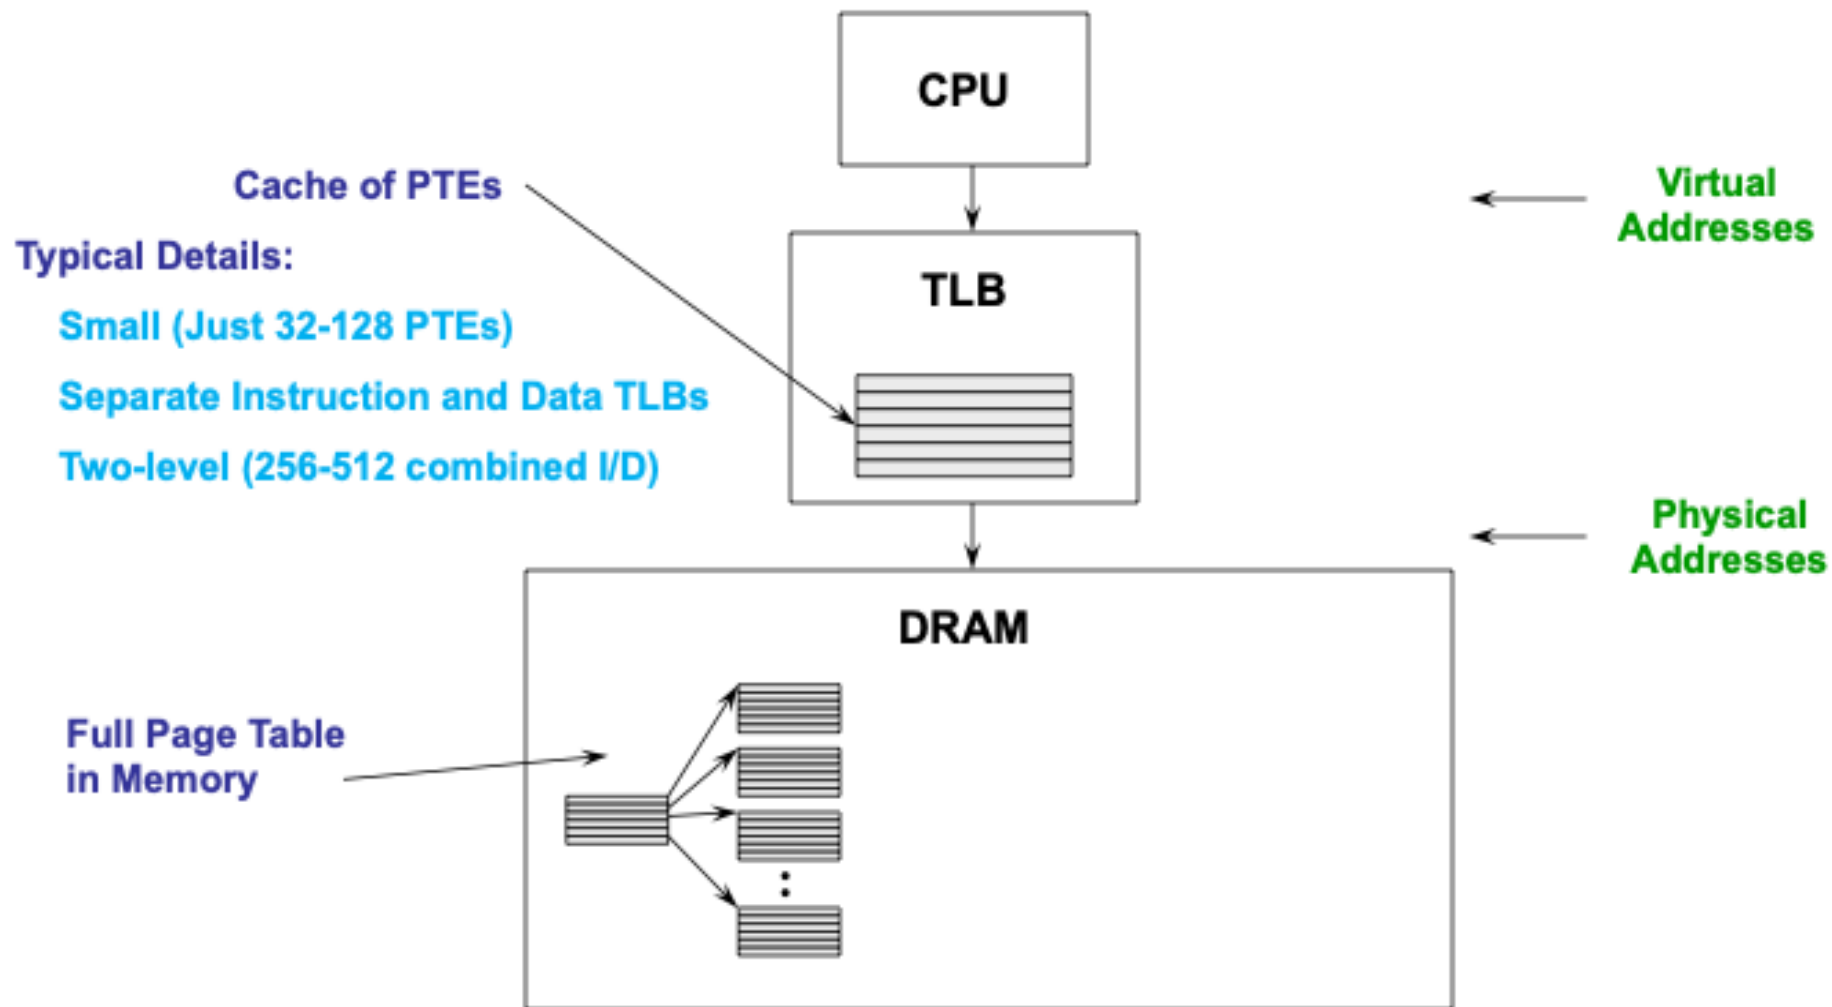 CPU
Cache of PTEs
Virtual
Addresses
Typical Details:
TLB
Small (Just 32-128 PTEs)
Separate Instruction and Data TLBs
Two-level (256-512 combined I/D)
Physical
Addresses
DRAM
Full Page Table
in Memory